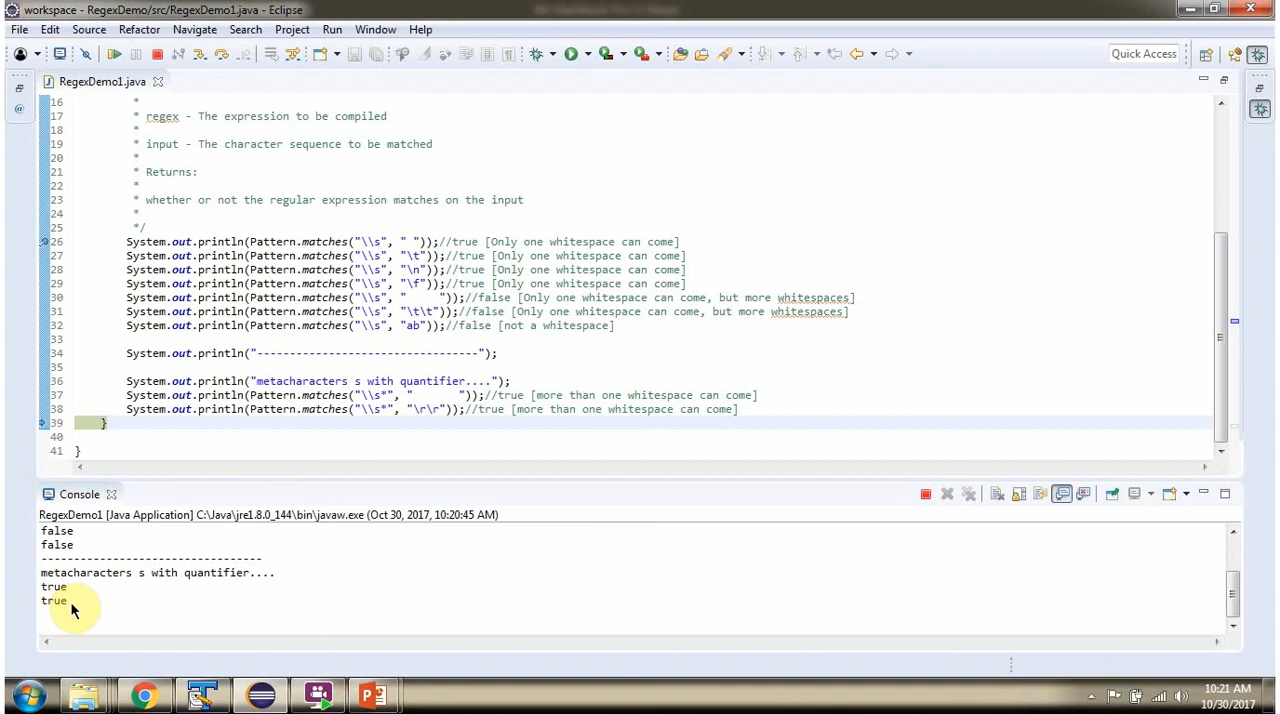 workspace - RegexDemo/src/RegexDemo1.java - Eclipse
File Edit Source Refactor Navigate Search Project Run Window Help
Quick Access
RegexDemo1.java
16 *
17 * regex - The expression to be compiled
18 *
19 * input - The character sequence to be matched
20 *
21 * Returns:
22 *
23 * whether or not the regular expression matches on the input
24 *
25 */
26 System.out.println(Pattern.matches("\\s", " "));//true [Only one whitespace can come]
27 System.out.println(Pattern.matches("\\s", "\t"));//true [Only one whitespace can come]
28 System.out.println(Pattern.matches("\\s", "\n"));//true [Only one whitespace can come]
29 System.out.println(Pattern.matches("\\s", "\f"));//true [Only one whitespace can come]
30 System.out.println(Pattern.matches("\\s", "     "));//false [Only one whitespace can come, but more whitespaces]
31 System.out.println(Pattern.matches("\\s", "\t\t"));//false [Only one whitespace can come, but more whitespaces]
32 System.out.println(Pattern.matches("\\s", "ab"));//false [not a whitespace]
33
34 System.out.println("----------------------------------");
35
36 System.out.println("metacharacters s with quantifier....");
37 System.out.println(Pattern.matches("\\s*", "       "));//true [more than one whitespace can come]
38 System.out.println(Pattern.matches("\\s*", "\r\r"));//true [more than one whitespace can come]
39 }
40
41 }
Console
RegexDemo1 [Java Application] C:\Java\jre1.8.0_144\bin\javaw.exe (Oct 30, 2017, 10:20:45 AM)
false
false
----------------------------------
metacharacters s with quantifier....
true
true
10:21 AM
10/30/2017